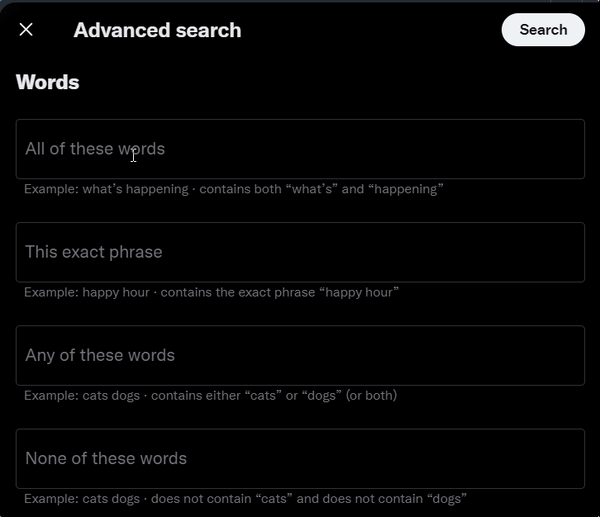 Advanced search
Search
Words
All of these words
Example: what’s happening · contains both “what’s” and “happening”
This exact phrase
Example: happy hour · contains the exact phrase “happy hour”
Any of these words
Example: cats dogs · contains either “cats” or “dogs” (or both)
None of these words
Example: cats dogs · does not contain “cats” and does not contain “dogs”